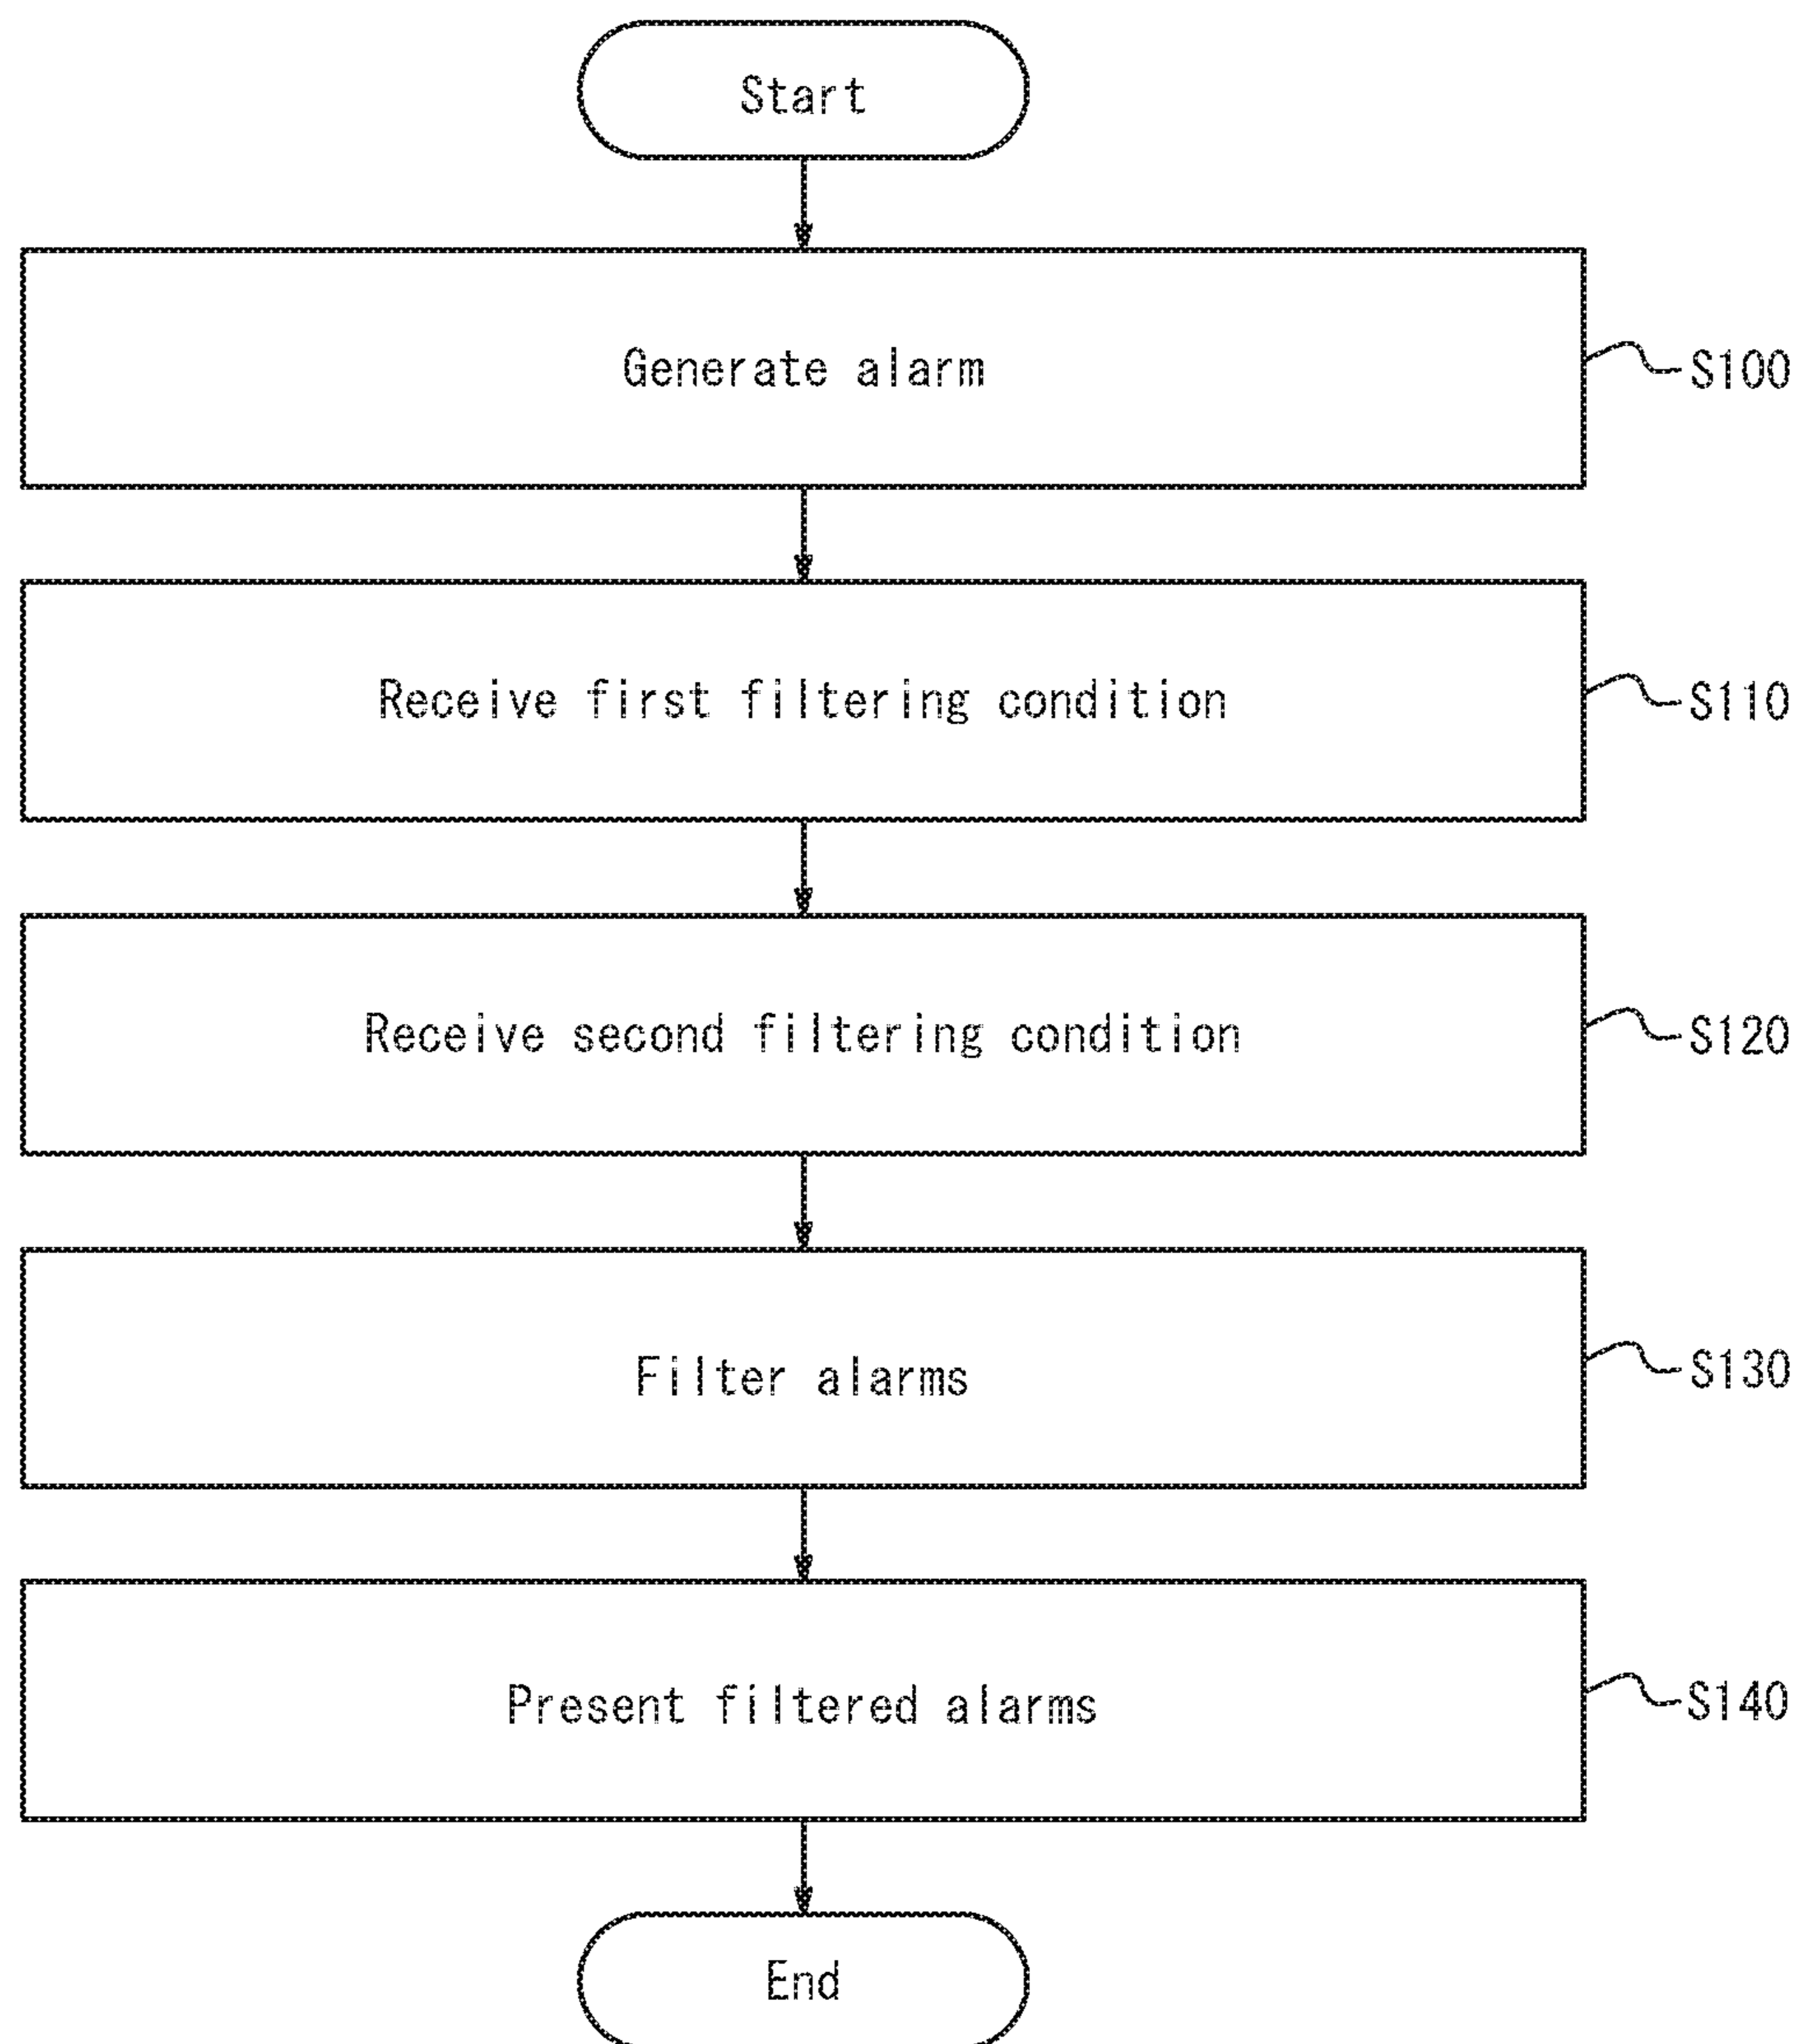 Start
Generate alarm
S100
Receive first filtering condition
S110
Receive second filtering condition
S120
Filter alarms
S130
Present filtered alarms
S140
End